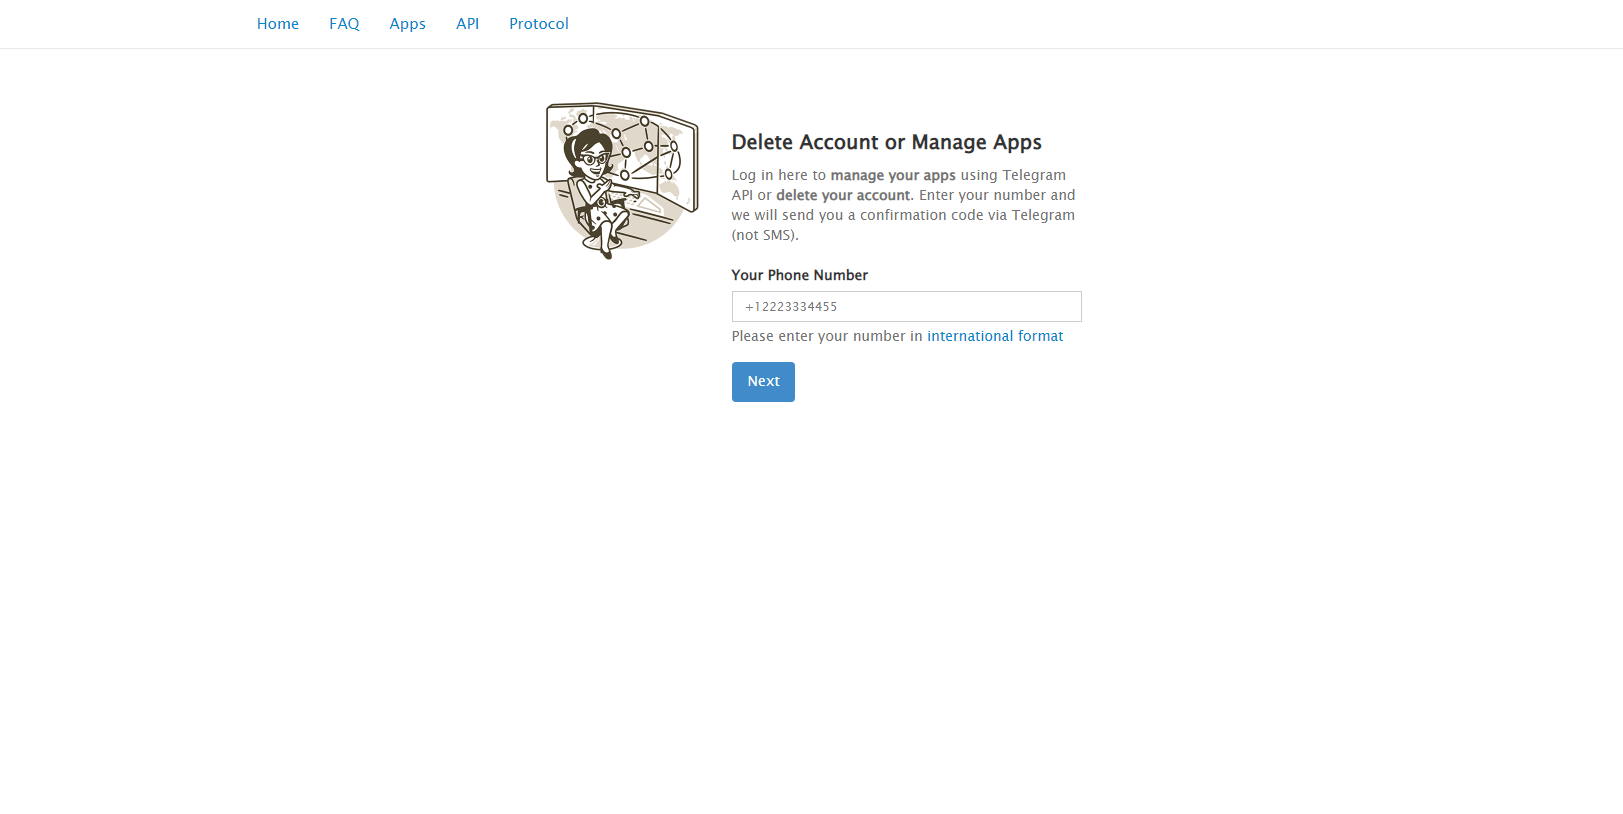 Home FAQ Apps API Protocol
Delete Account or Manage Apps
Log in here to manage your apps using Telegram
API or delete your account. Enter your number and
we will send you a confirmation code via Telegram
(not SMS).
Your Phone Number
+12223334455
Please enter your number in international format
Next